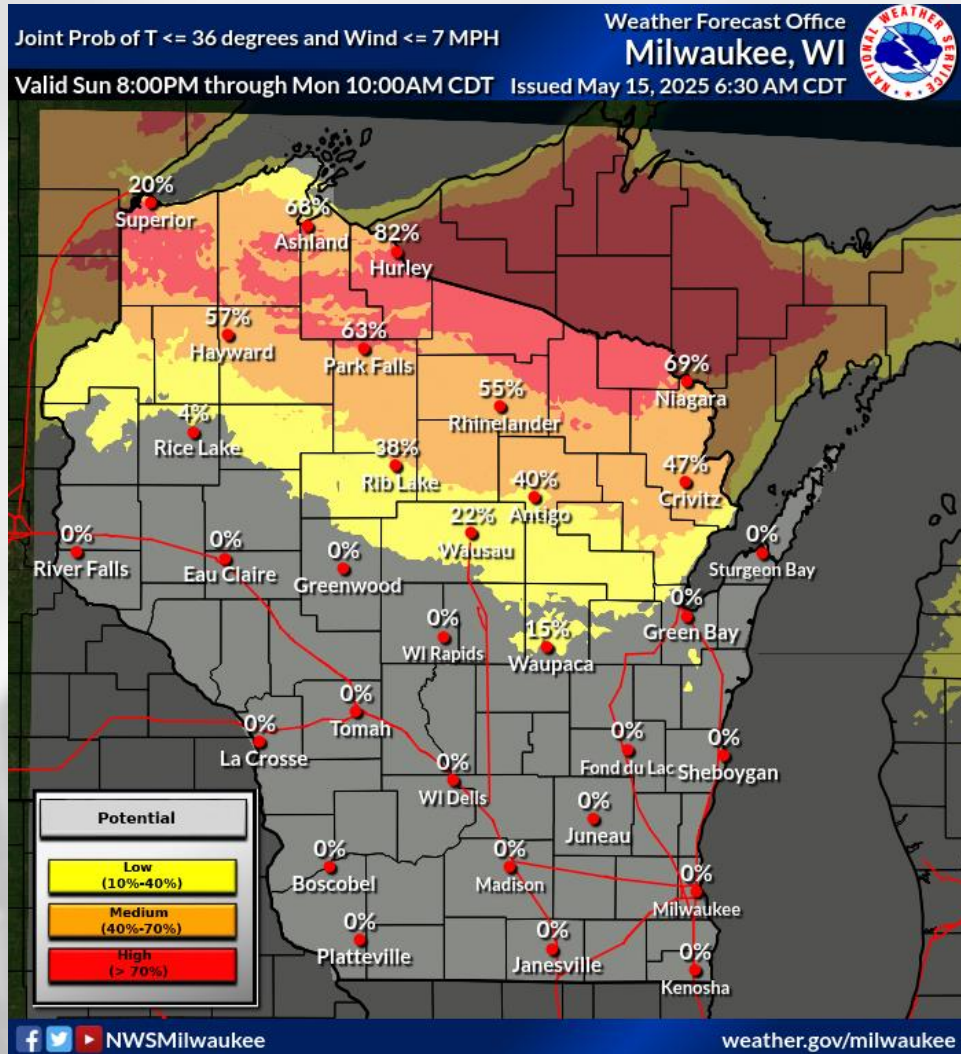 Joint Prob of T <= 36 degrees and Wind <= 7 MPH
Weather Forecast Office
Milwaukee, WI
Valid Sun 8:00PM through Mon 10:00AM CDT
Issued May 15, 2025 6:30 AM CDT
NATIONAL WEATHER SERVICE
20%
Superior
68%
Ashland
82%
Hurley
57%
Hayward
63%
Park Falls
69%
Niagara
55%
Rhinelander
4%
Rice Lake
38%
Rib Lake
40%
Antigo
47%
Crivitz
22%
Wausau
0%
River Falls
0%
Eau Claire
0%
Greenwood
0%
Sturgeon Bay
0%
Green Bay
0%
WI Rapids
15%
Waupaca
0%
Tomah
0%
La Crosse
0%
Fond du Lac
0%
Sheboygan
0%
WI Dells
0%
Juneau
0%
Boscobel
0%
Madison
0%
Milwaukee
0%
Platteville
0%
Janesville
0%
Kenosha
Potential
Low
(10%-40%)
Medium
(40%-70%)
High
(> 70%)
NWSMilwaukee
weather.gov/milwaukee